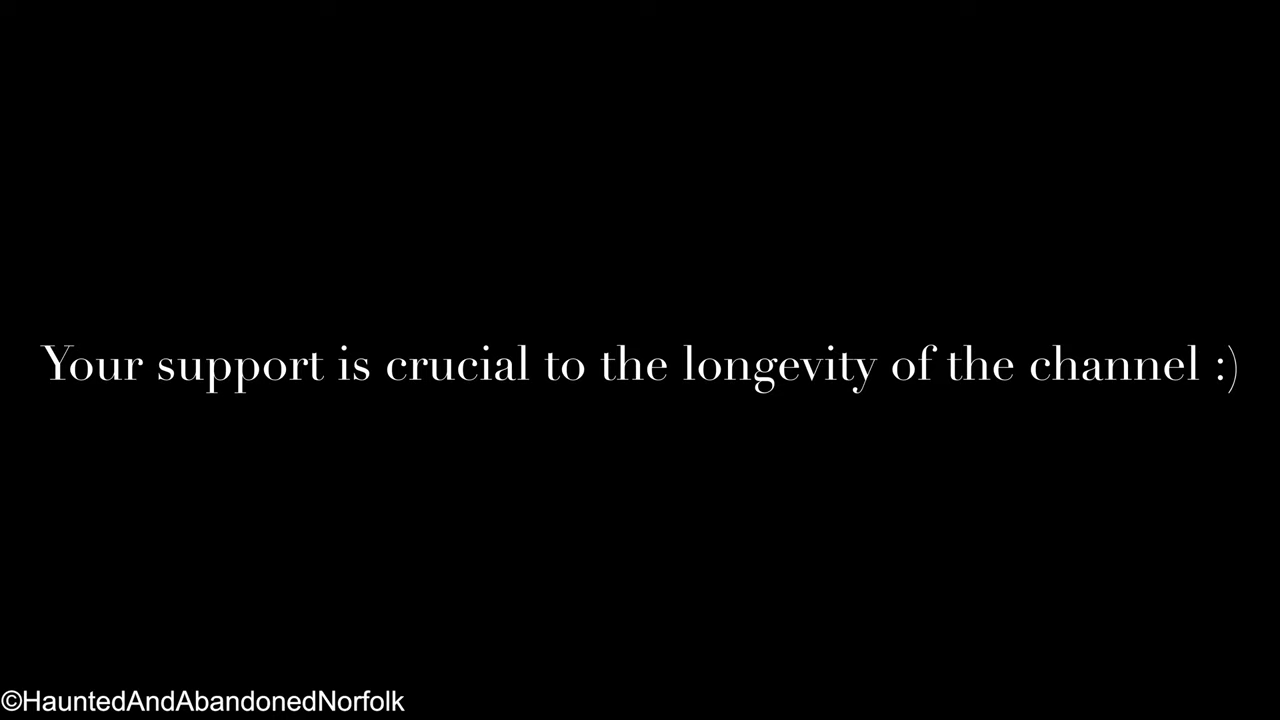 Your support is crucial to the longevity of the channel :)
©HauntedAndAbandonedNorfolk